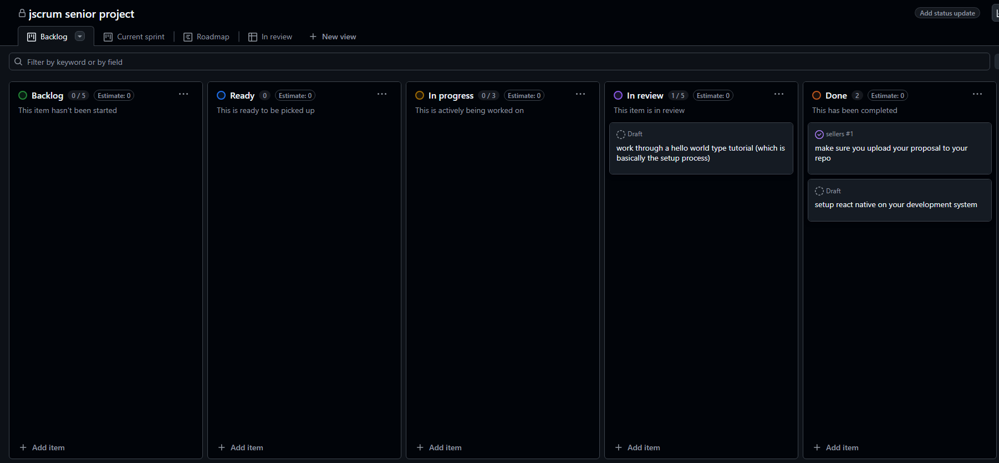 jscrum senior project
Add status update
Backlog
Current sprint
Roadmap
In review
New view
Filter by keyword or by field
Backlog 0 / 5 Estimate: 0
This item hasn't been started
Add item
Ready 0 Estimate: 0
This is ready to be picked up
Add item
In progress 0 / 3 Estimate: 0
This is actively being worked on
Add item
In review 1 / 5 Estimate: 0
This item is in review
Draft
work through a hello world type tutorial (which is
basically the setup process)
Add item
Done 2 Estimate: 0
This has been completed
sellers #1
make sure you upload your proposal to your
repo
Draft
setup react native on your development system
Add item